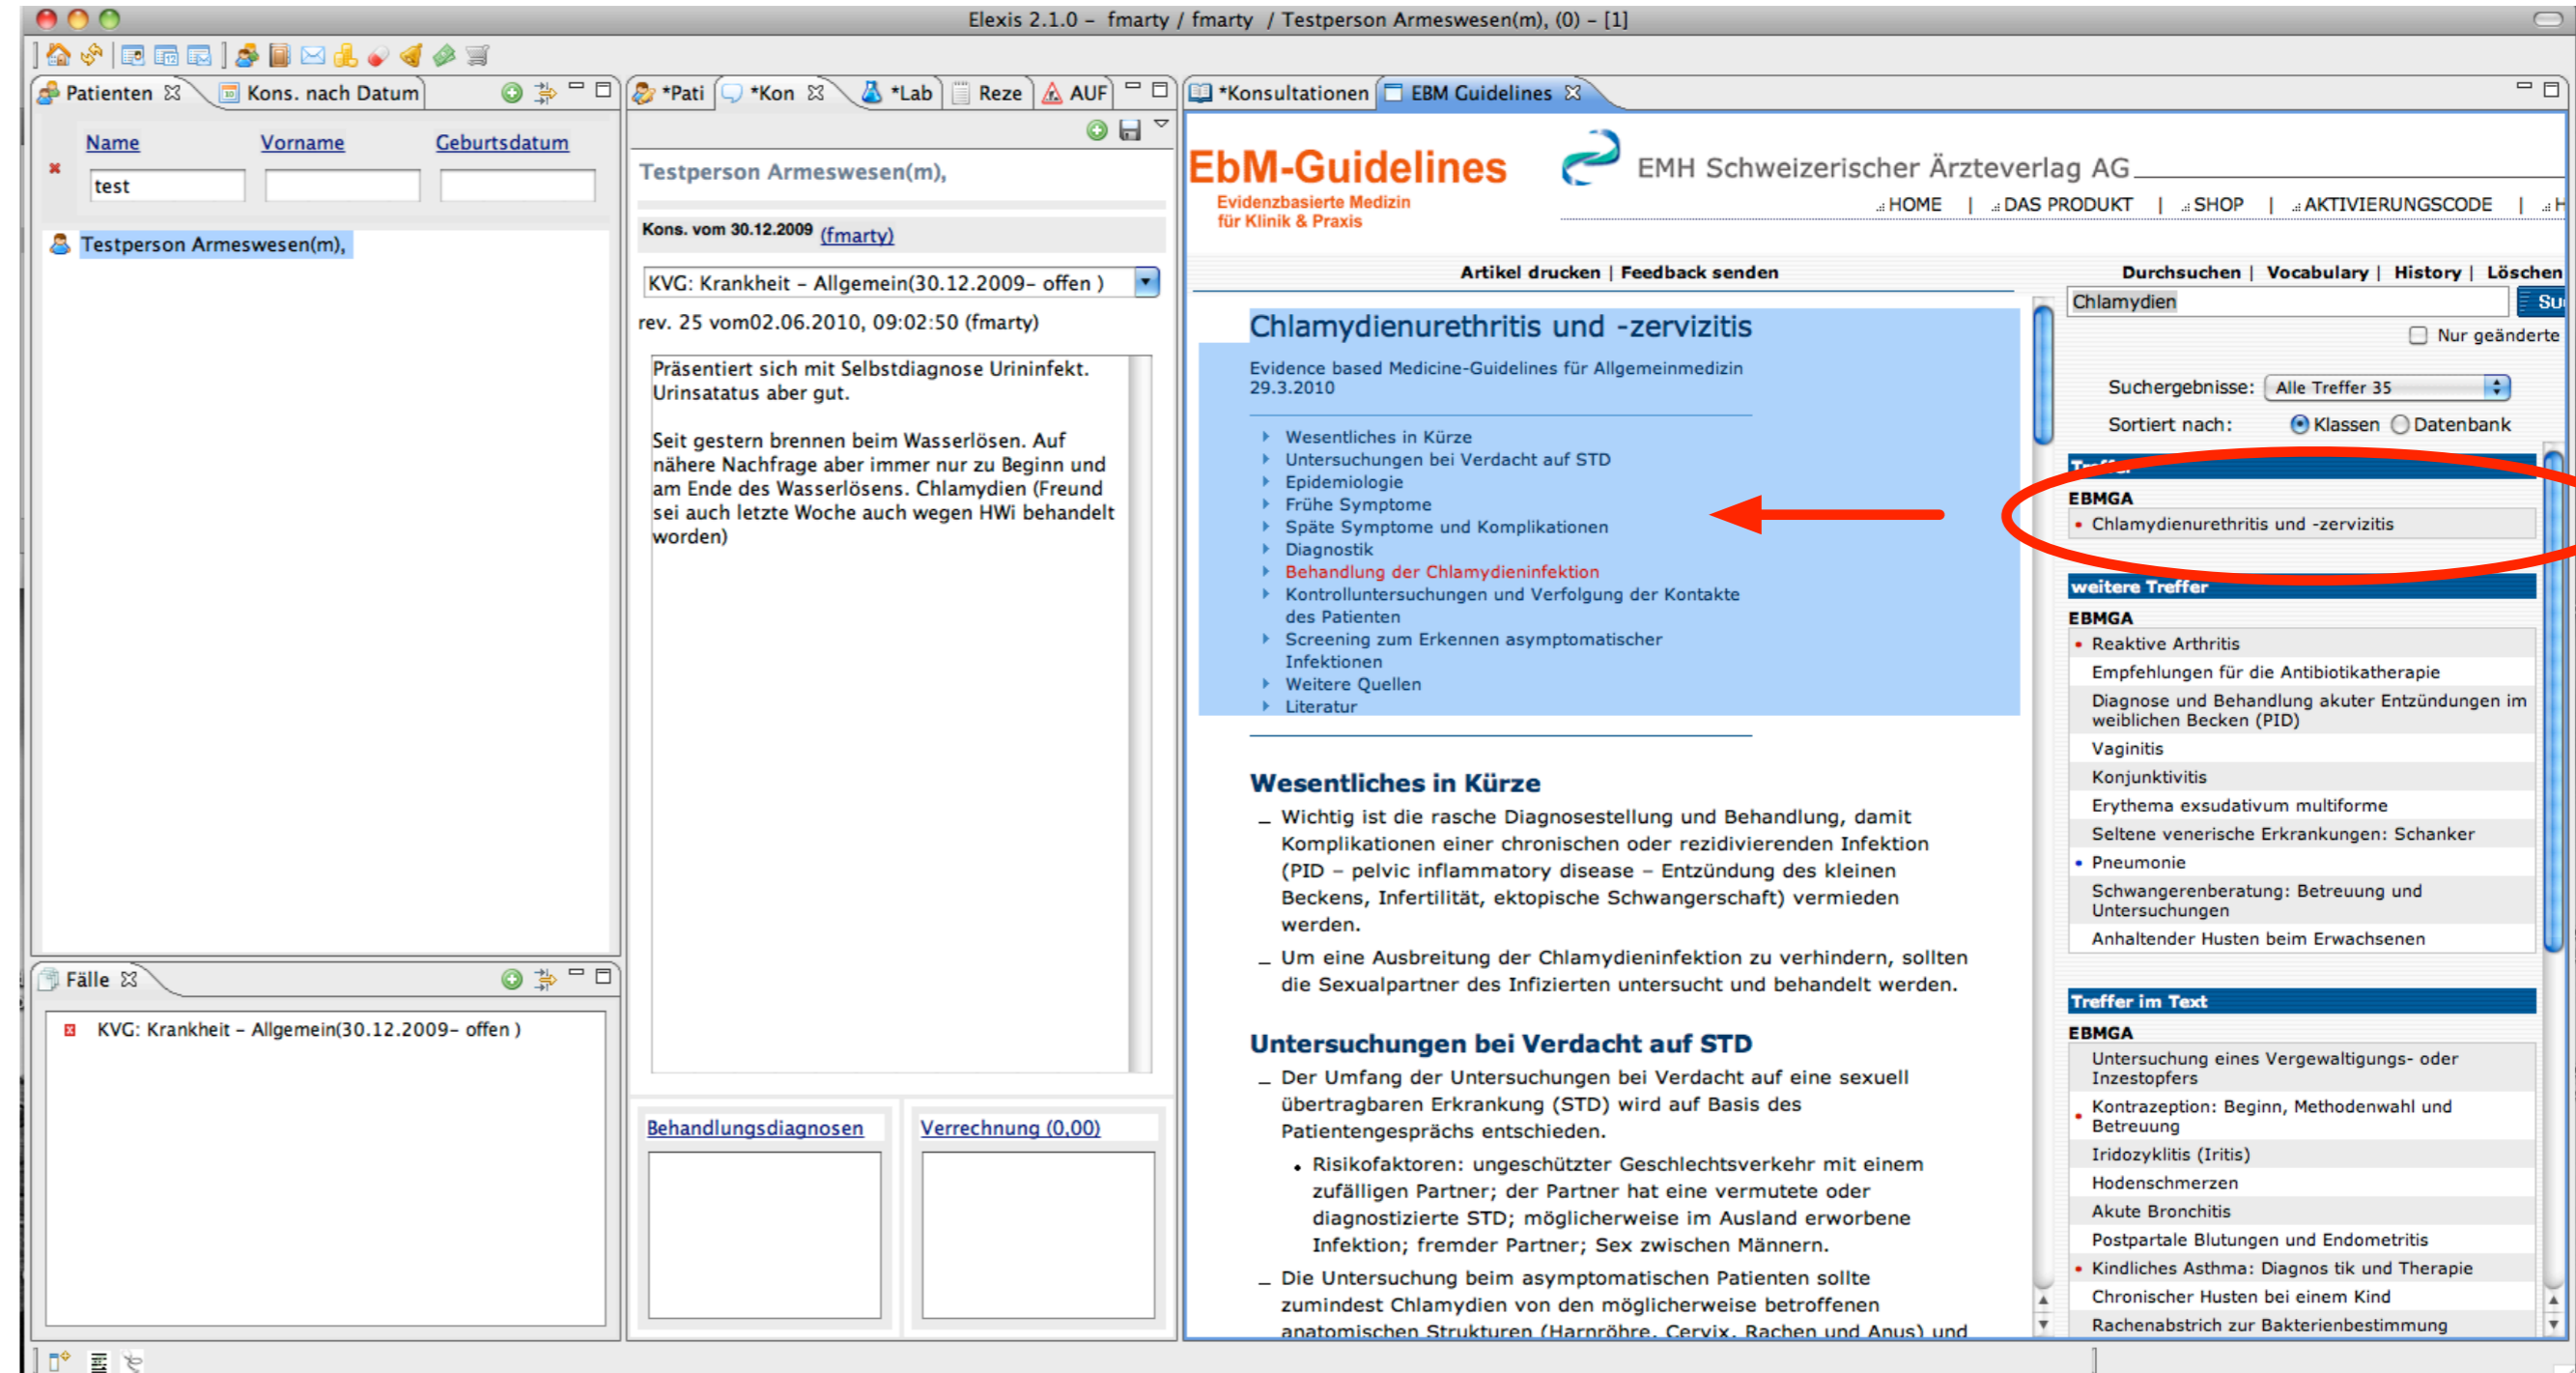 Elexis 2.1.0 – fmarty / fmarty / Testperson Armeswesen(m), (0) – [1]
Patienten
Kons. nach Datum
Name
Vorname
Geburtsdatum
test
Testperson Armeswesen(m),
Fälle
KVG: Krankheit – Allgemein(30.12.2009– offen )
*Pati
*Kon
*Lab
Reze
AUF
Testperson Armeswesen(m),
Kons. vom 30.12.2009 (fmarty)
KVG: Krankheit – Allgemein(30.12.2009– offen )
rev. 25 vom02.06.2010, 09:02:50 (fmarty)
Präsentiert sich mit Selbstdiagnose Urininfekt.
Urinsatatus aber gut.
Seit gestern brennen beim Wasserlösen. Auf
nähere Nachfrage aber immer nur zu Beginn und
am Ende des Wasserlösens. Chlamydien (Freund
sei auch letzte Woche auch wegen HWi behandelt
worden)
Behandlungsdiagnosen
Verrechnung (0,00)
*Konsultationen
EBM Guidelines
EbM-Guidelines
Evidenzbasierte Medizin
für Klinik & Praxis
EMH Schweizerischer Ärzteverlag AG
HOME | DAS PRODUKT | SHOP | AKTIVIERUNGSCODE | H
Artikel drucken | Feedback senden
Durchsuchen | Vocabulary | History | Löschen
Chlamydienurethritis und -zervizitis
Evidence based Medicine-Guidelines für Allgemeinmedizin
29.3.2010
Wesentliches in Kürze
Untersuchungen bei Verdacht auf STD
Epidemiologie
Frühe Symptome
Späte Symptome und Komplikationen
Diagnostik
Behandlung der Chlamydieninfektion
Kontrolluntersuchungen und Verfolgung der Kontakte
des Patienten
Screening zum Erkennen asymptomatischer
Infektionen
Weitere Quellen
Literatur
Wesentliches in Kürze
– Wichtig ist die rasche Diagnosestellung und Behandlung, damit
Komplikationen einer chronischen oder rezidivierenden Infektion
(PID – pelvic inflammatory disease – Entzündung des kleinen
Beckens, Infertilität, ektopische Schwangerschaft) vermieden
werden.
– Um eine Ausbreitung der Chlamydieninfektion zu verhindern, sollten
die Sexualpartner des Infizierten untersucht und behandelt werden.
Untersuchungen bei Verdacht auf STD
– Der Umfang der Untersuchungen bei Verdacht auf eine sexuell
übertragbaren Erkrankung (STD) wird auf Basis des
Patientengesprächs entschieden.
• Risikofaktoren: ungeschützter Geschlechtsverkehr mit einem
zufälligen Partner; der Partner hat eine vermutete oder
diagnostizierte STD; möglicherweise im Ausland erworbene
Infektion; fremder Partner; Sex zwischen Männern.
– Die Untersuchung beim asymptomatischen Patienten sollte
zumindest Chlamydien von den möglicherweise betroffenen
anatomischen Strukturen (Harnröhre, Cervix, Rachen und Anus) und
Chlamydien
Su
Nur geänderte
Suchergebnisse: Alle Treffer 35
Sortiert nach: Klassen Datenbank
Treffer
EBMGA
• Chlamydienurethritis und -zervizitis
weitere Treffer
EBMGA
• Reaktive Arthritis
Empfehlungen für die Antibiotikatherapie
Diagnose und Behandlung akuter Entzündungen im
weiblichen Becken (PID)
Vaginitis
Konjunktivitis
Erythema exsudativum multiforme
Seltene venerische Erkrankungen: Schanker
• Pneumonie
Schwangerenberatung: Betreuung und
Untersuchungen
Anhaltender Husten beim Erwachsenen
Treffer im Text
EBMGA
Untersuchung eines Vergewaltigungs- oder
Inzestopfers
• Kontrazeption: Beginn, Methodenwahl und
Betreuung
Iridozyklitis (Iritis)
Hodenschmerzen
Akute Bronchitis
Postpartale Blutungen und Endometritis
• Kindliches Asthma: Diagnos tik und Therapie
Chronischer Husten bei einem Kind
Rachenabstrich zur Bakterienbestimmung